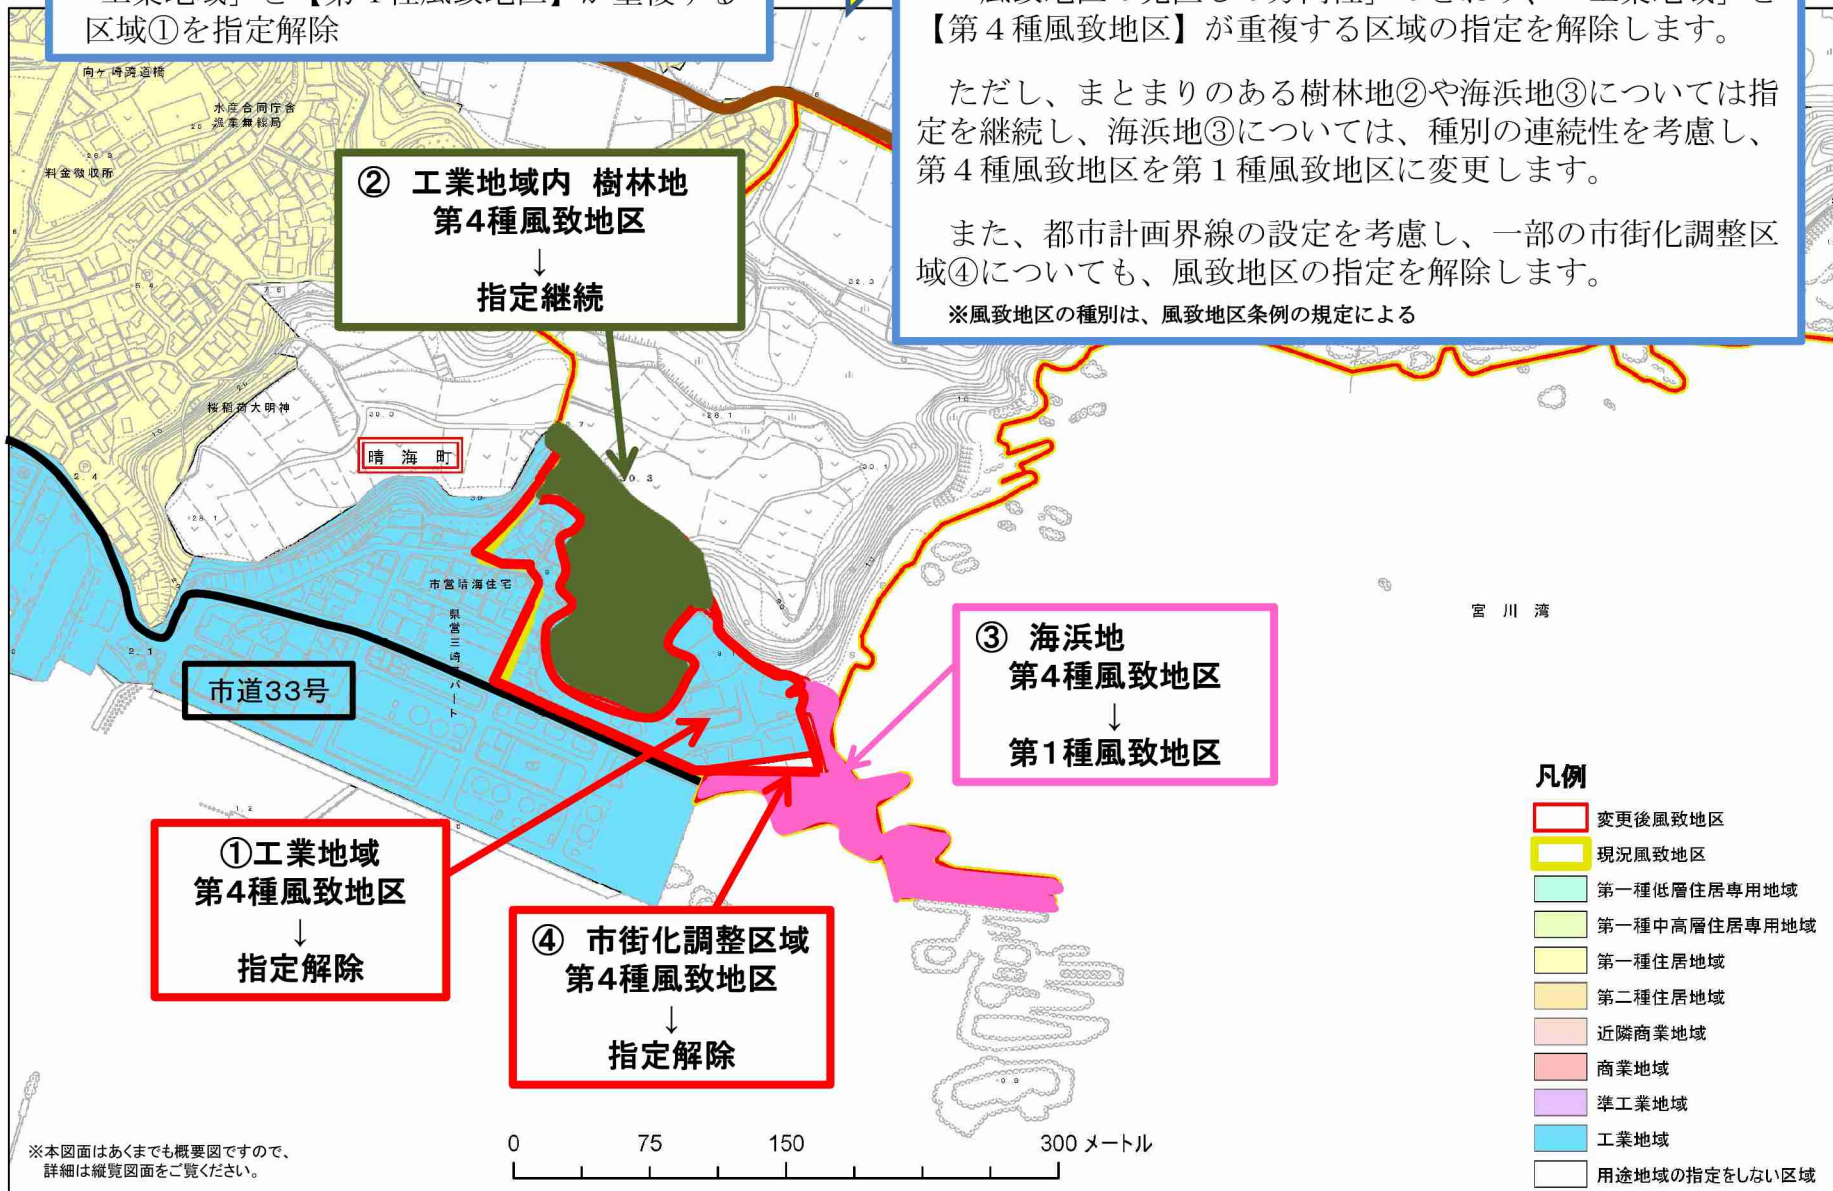 区域①を指定解除
【第４種風致地区】が重複する区域の指定を解除します。
ただし、まとまりのある樹林地②や海浜地③については指
定を継続し、海浜地③については、種別の連続性を考慮し、
第４種風致地区を第１種風致地区に変更します。
また、都市計画界線の設定を考慮し、一部の市街化調整区
域④についても、風致地区の指定を解除します。
※風致地区の種別は、風致地区条例の規定による
向ヶ崎跨道橋
水産合同庁舎
漁業無線局
料金徴収所
② 工業地域内 樹林地
第4種風致地区
↓
指定継続
桜稲荷大明神
晴 海 町
市営晴海住宅
市道33号
宮 川 湾
③ 海浜地
第4種風致地区
↓
第1種風致地区
①工業地域
第4種風致地区
↓
指定解除
④ 市街化調整区域
第4種風致地区
↓
指定解除
凡例
変更後風致地区
現況風致地区
第一種低層住居専用地域
第一種中高層住居専用地域
第一種住居地域
第二種住居地域
近隣商業地域
商業地域
準工業地域
工業地域
用途地域の指定をしない区域
※本図面はあくまでも概要図ですので、
詳細は縦覧図面をご覧ください。
0 75 150 300 メートル